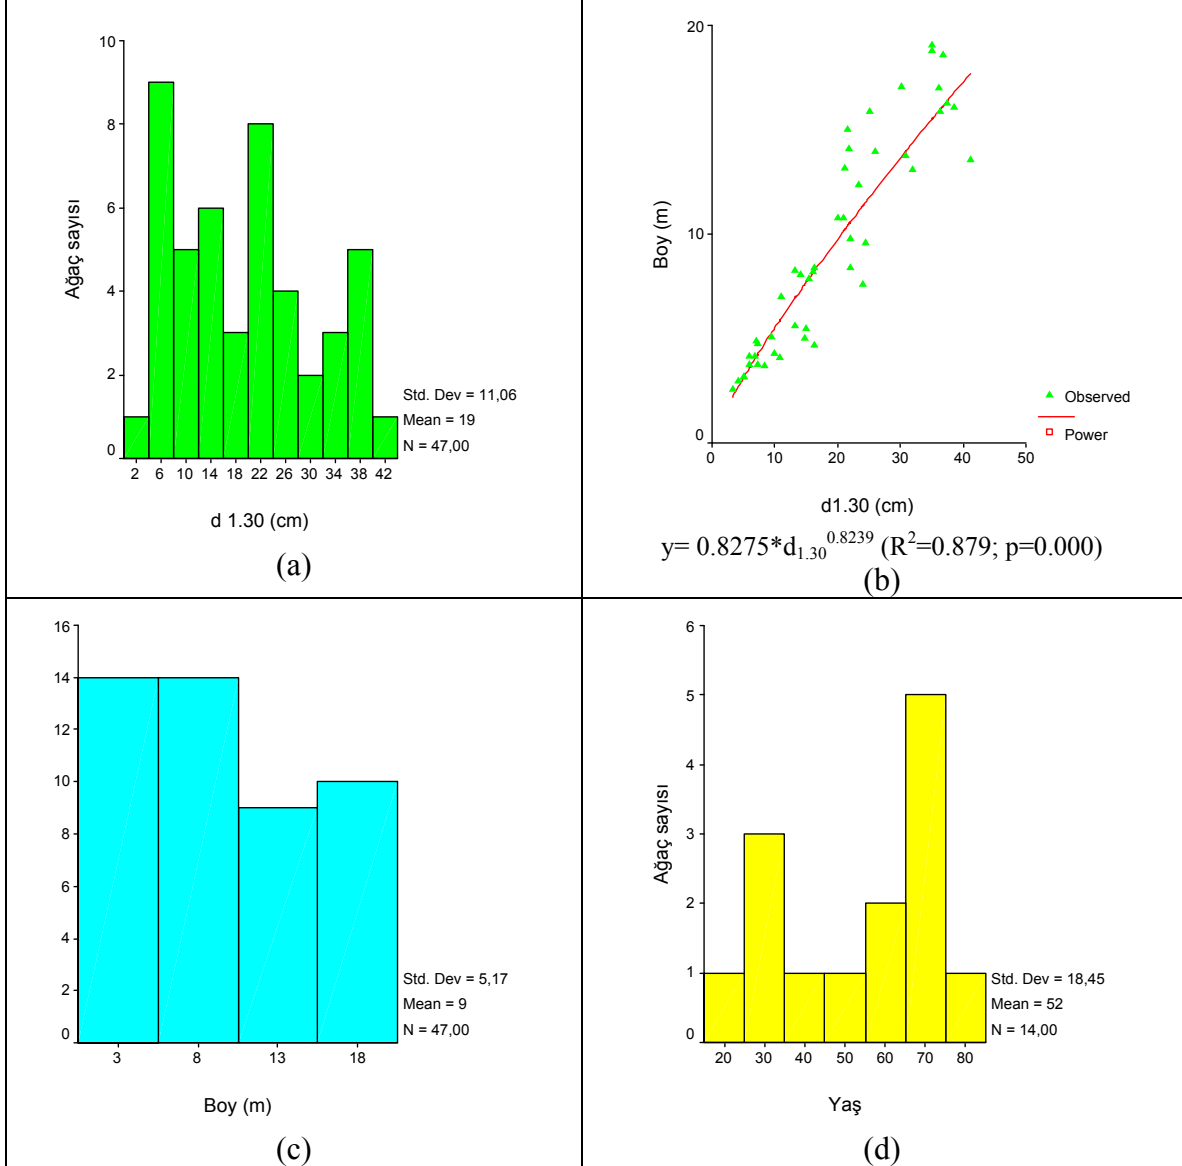 10
8
6
4
2
0
Ağaç sayısı
2 6 10 14 18 22 26 30 34 38 42
d 1.30 (cm)
Std. Dev = 11,06
Mean = 19
N = 47,00
(a)
20
10
0
Boy (m)
0 10 20 30 40 50
d1.30 (cm)
Observed
Power
y= 0.8275*d1.30^0.8239 (R²=0.879; p=0.000)
(b)
16
14
12
10
8
6
4
2
0
3 8 13 18
Boy (m)
Std. Dev = 5,17
Mean = 9
N = 47,00
(c)
6
5
4
3
2
1
0
Ağaç sayısı
20 30 40 50 60 70 80
Yaş
Std. Dev = 18,45
Mean = 52
N = 14,00
(d)